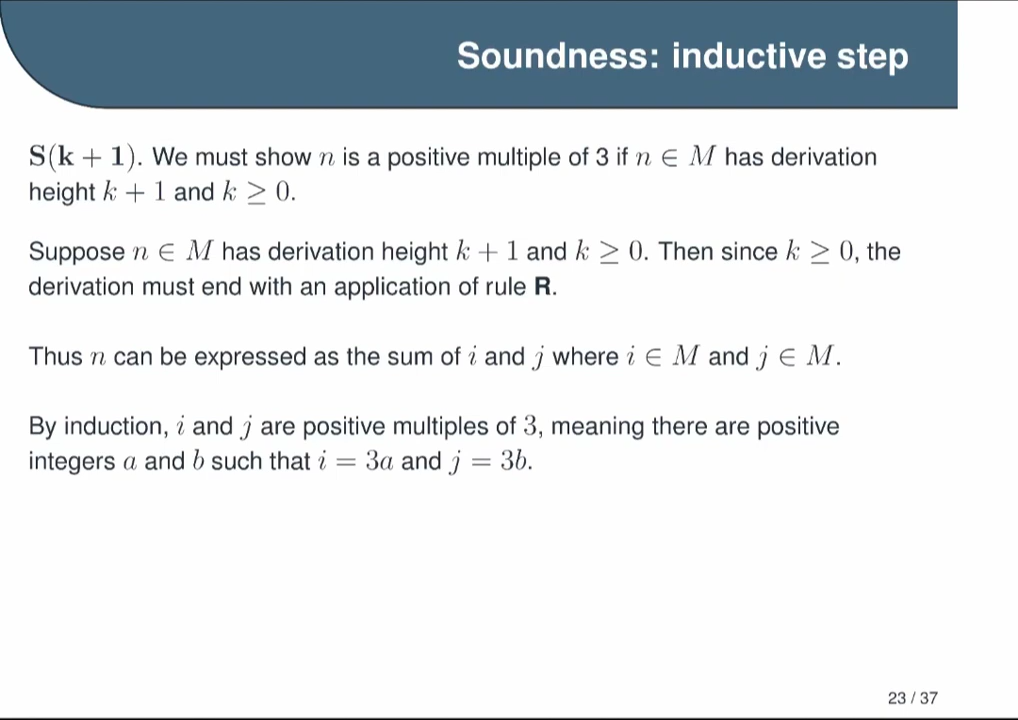 Soundness: inductive step
S(k + 1). We must show n is a positive multiple of 3 if n ∈ M has derivation
height k + 1 and k ≥ 0.
Suppose n ∈ M has derivation height k + 1 and k ≥ 0. Then since k ≥ 0, the
derivation must end with an application of rule R.
Thus n can be expressed as the sum of i and j where i ∈ M and j ∈ M.
By induction, i and j are positive multiples of 3, meaning there are positive
integers a and b such that i = 3a and j = 3b.
23 / 37